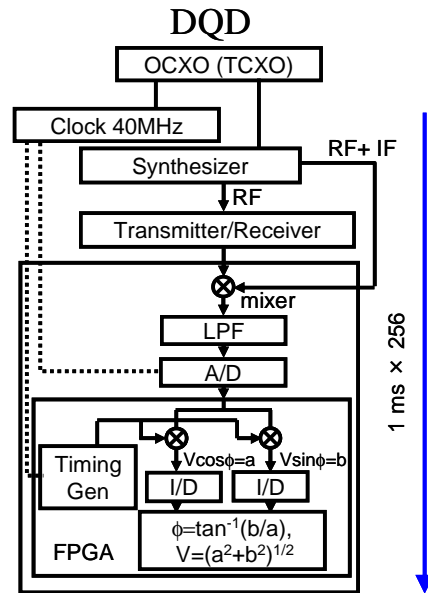 DQD
OCXO (TCXO)
Clock 40MHz
RF+ IF
Synthesizer
RF
Transmitter/Receiver
mixer
LPF
A/D
1 ms × 256
Vcosϕ=a
Vsinϕ=b
Timing
Gen
I/D
I/D
ϕ=tan⁻¹(b/a),
V=(a²+b²)¹/²
FPGA